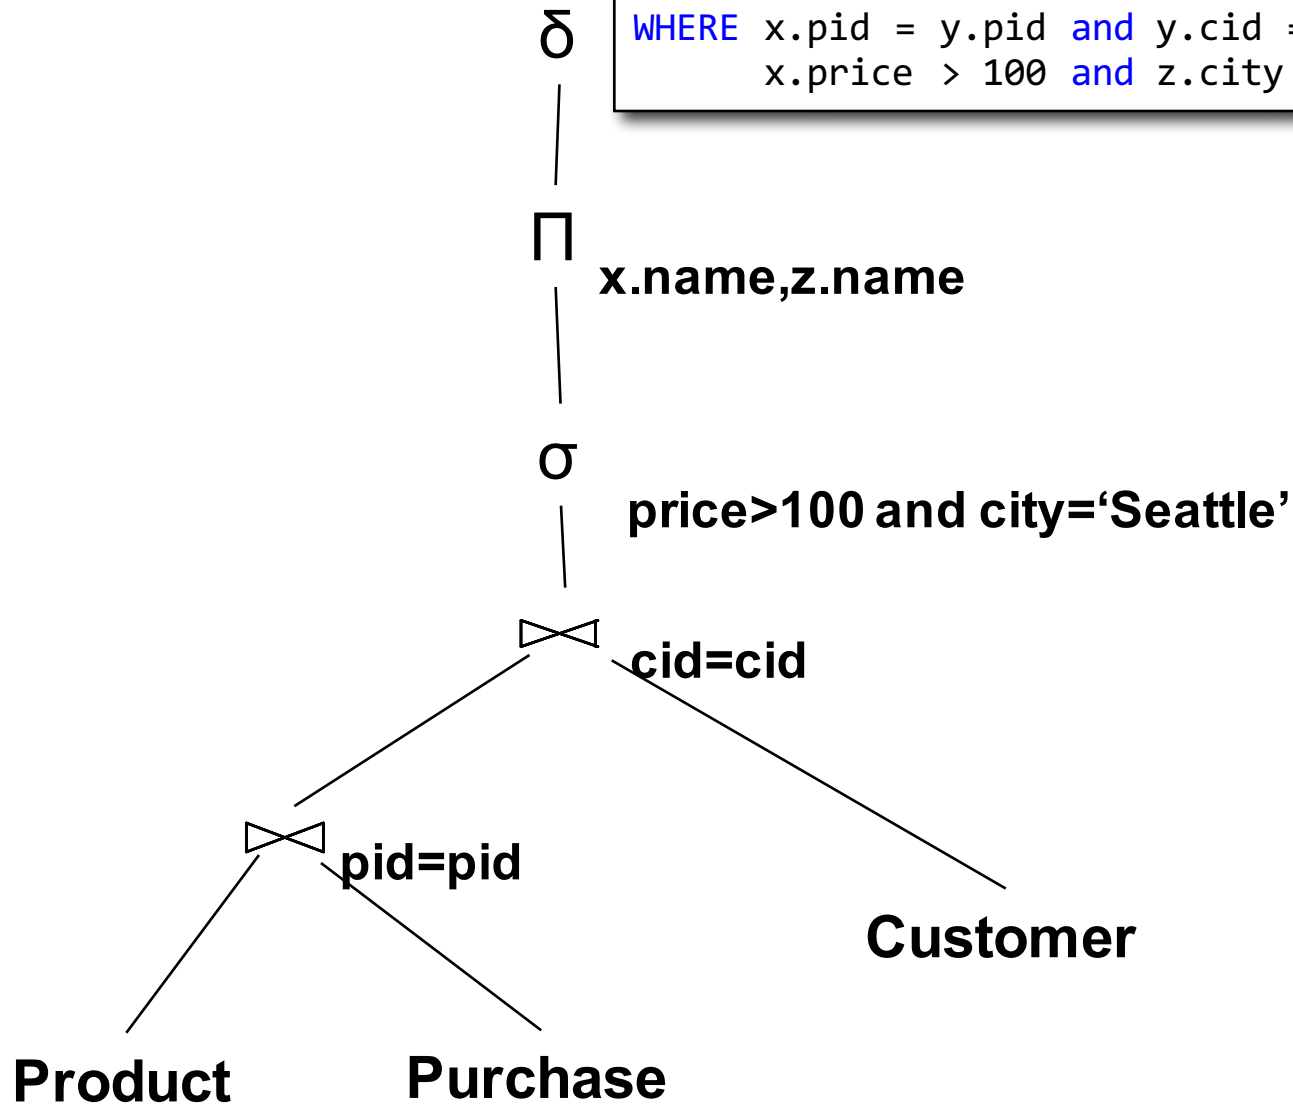 WHERE x.pid = y.pid and y.cid =
x.price > 100 and z.city
δ
Π
x.name,z.name
σ
price>100 and city=‘Seattle’
cid=cid
pid=pid
Customer
Product
Purchase